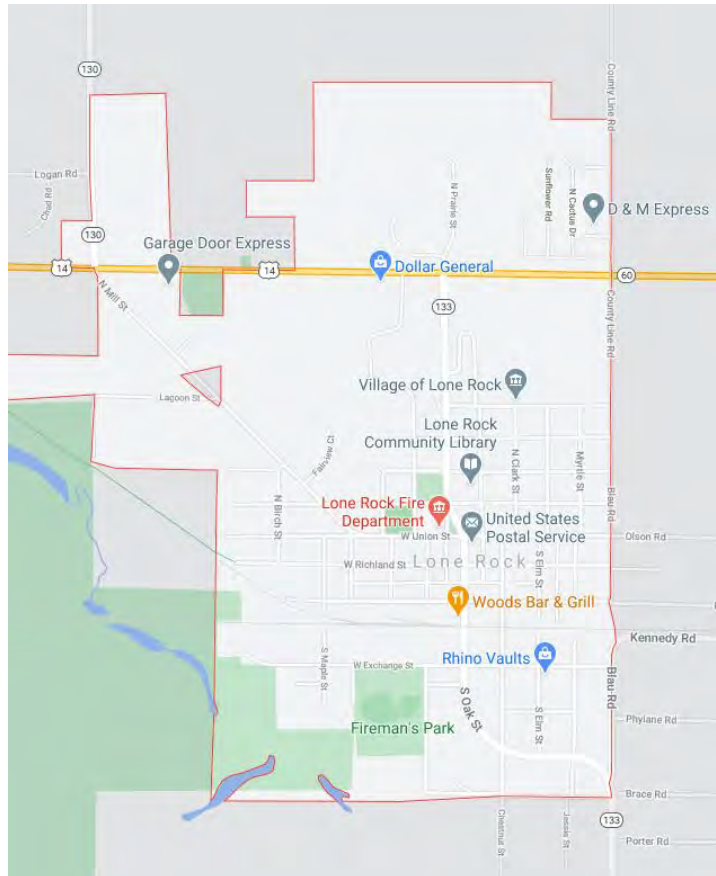 130
County Line Rd
Logan Rd
Chad Rd
N Prairie St
Sunflower Rd
N Cactus Dr
D & M Express
130
Garage Door Express
14
14
Dollar General
60
N Mill St
133
County Line Rd
Village of Lone Rock
Lagoon St
Lone Rock
Community Library
Fairview Ct
N Clark St
Myrtle St
N Birch St
Lone Rock Fire
Department
Blau Rd
United States
Postal Service
W Union St
Olson Rd
Lone Rock
W Richland St
S Elm St
Woods Bar & Grill
Kennedy Rd
Rhino Vaults
S Maple St
W Exchange St
Blau Rd
S Oak St
S Elm St
Phylane Rd
Fireman's Park
Brace Rd
133
Chestnut St
Jessie St
Porter Rd